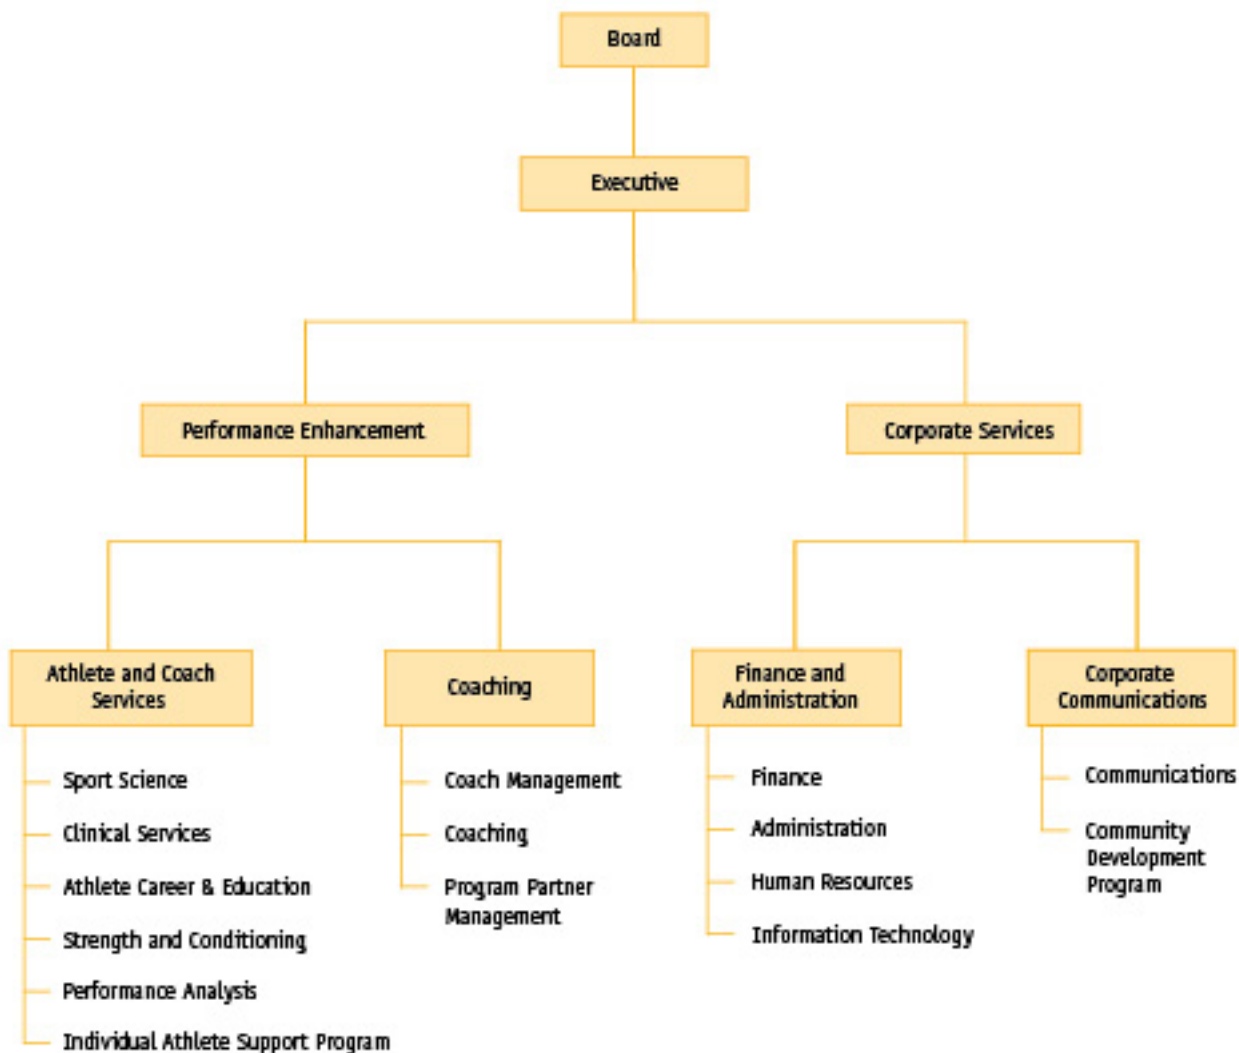 Board
Executive
Performance Enhancement
Corporate Services
Athlete and Coach
Services
Coaching
Finance and
Administration
Corporate
Communications
Sport Science
Clinical Services
Athlete Career & Education
Strength and Conditioning
Performance Analysis
Individual Athlete Support Program
Coach Management
Coaching
Program Partner
Management
Finance
Administration
Human Resources
Information Technology
Communications
Community
Development
Program